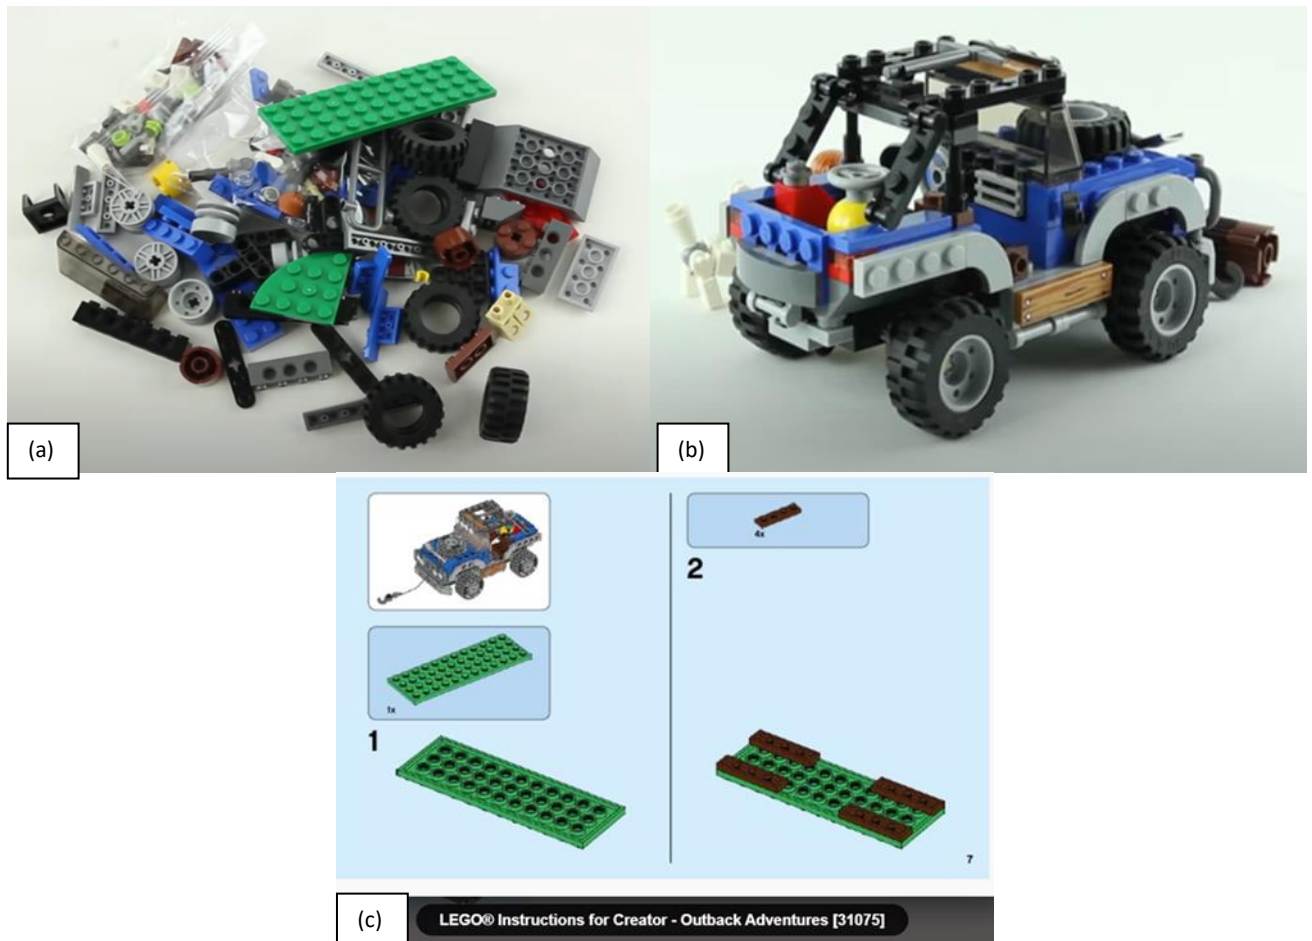 (a)
(b)
4x
2
1x
1
7
(c)
LEGO® Instructions for Creator - Outback Adventures [31075]